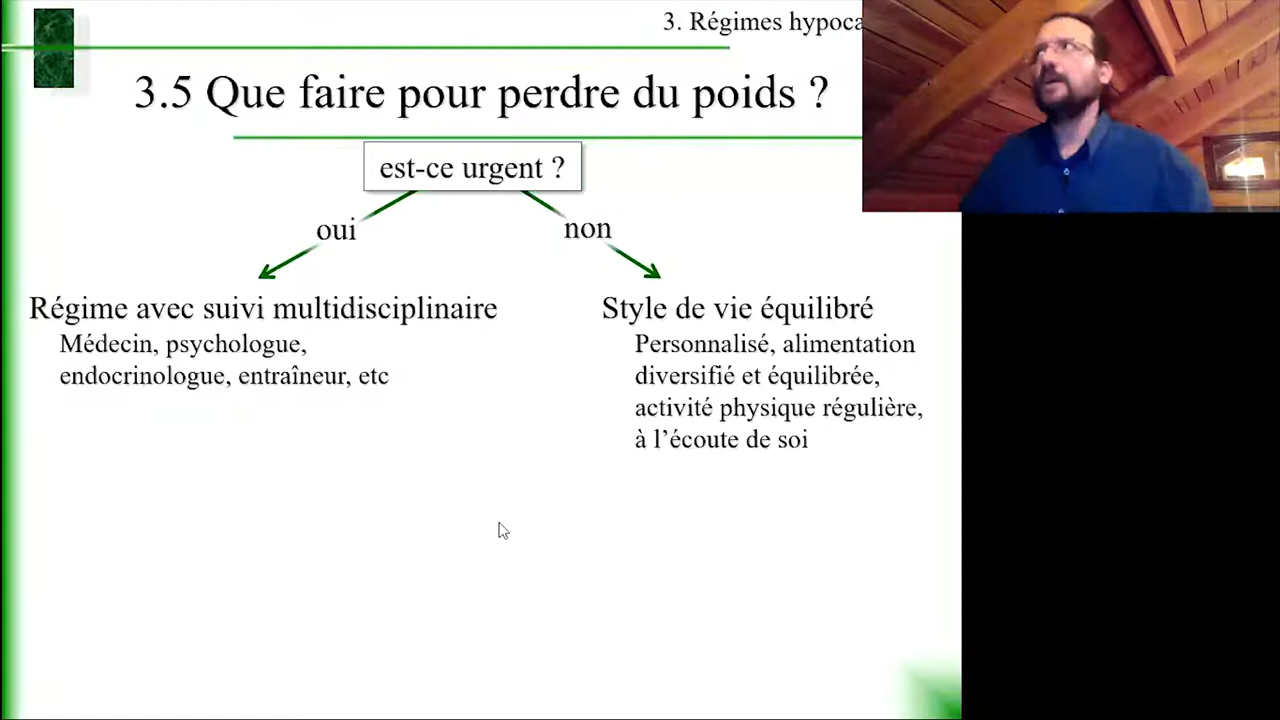 3. Régimes hypoca
3.5 Que faire pour perdre du poids ?
est-ce urgent ?
oui
non
Régime avec suivi multidisciplinaire
Médecin, psychologue,
endocrinologue, entraîneur, etc
Style de vie équilibré
Personnalisé, alimentation
diversifié et équilibrée,
activité physique régulière,
à l’écoute de soi